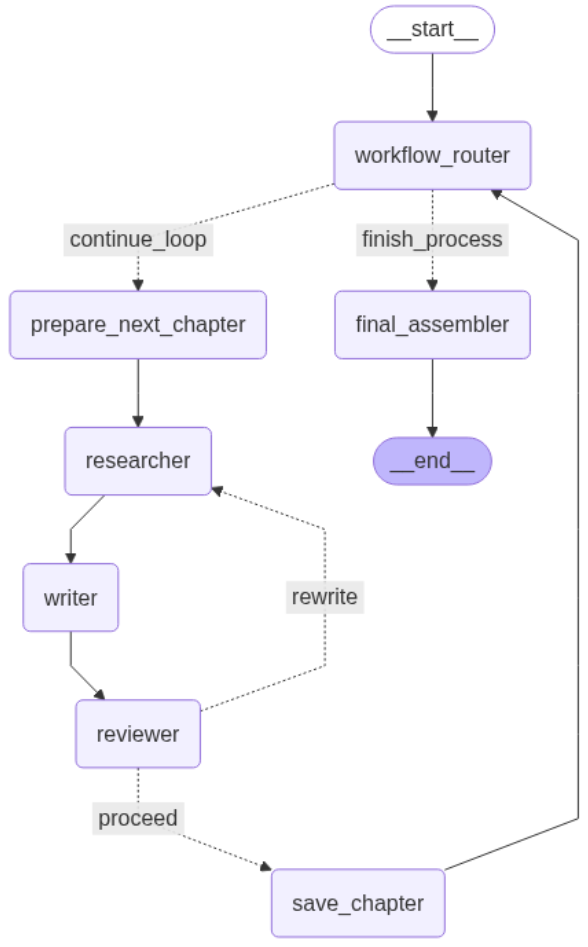 __start__
workflow_router
continue_loop
finish_process
prepare_next_chapter
final_assembler
researcher
__end__
writer
rewrite
reviewer
proceed
save_chapter